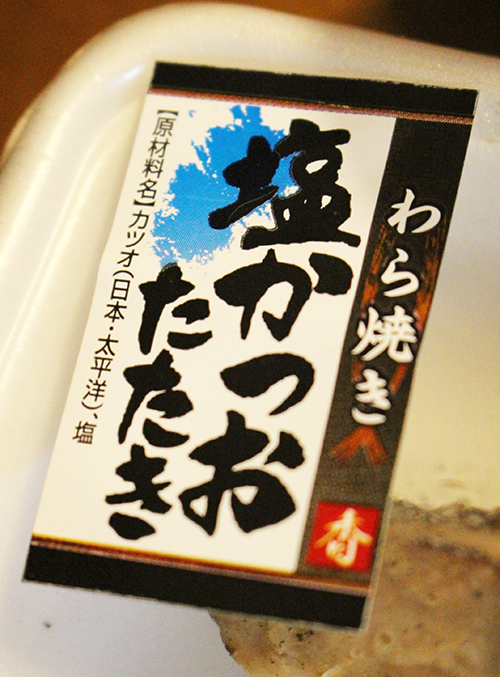 わら焼き
香
塩かつお
たたき
【原材料名】カツオ(日本・太平洋)、塩